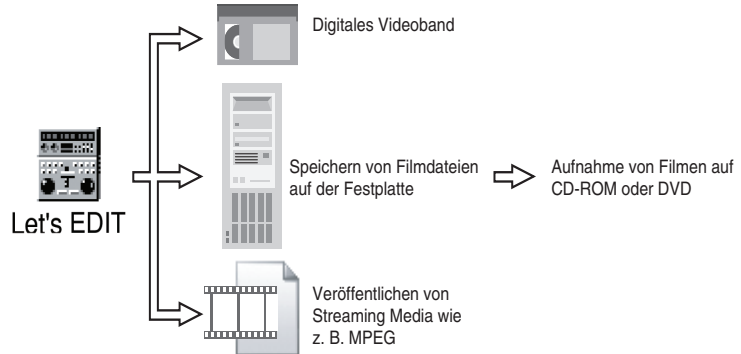 Digitales Videoband
Let's EDIT
Speichern von Filmdateien
auf der Festplatte
Aufnahme von Filmen auf
CD-ROM oder DVD
Veröffentlichen von
Streaming Media wie
z. B. MPEG